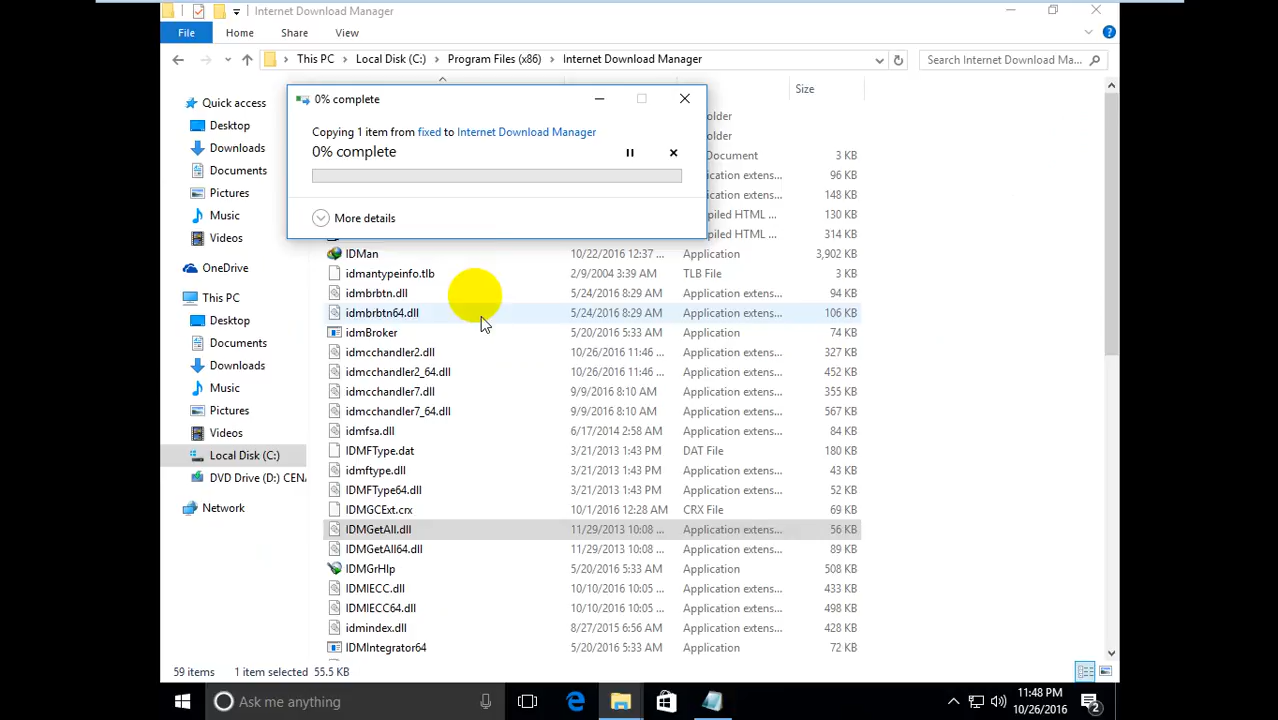 Internet Download Manager
File Home Share View
This PC Local Disk (C:) Program Files (x86) Internet Download Manager Search Internet Download Ma...
Size
0% complete
Copying 1 item from fixed to Internet Download Manager
0% complete
More details
Quick access
Desktop
Downloads
Documents
Pictures
Music
Videos
OneDrive
This PC
Desktop
Documents
Downloads
Music
Pictures
Videos
Local Disk (C:)
DVD Drive (D:) CENA
Network
older
older
Document 3 KB
plication extens... 96 KB
plication extens... 148 KB
piled HTML ... 130 KB
piled HTML ... 314 KB
IDMan 10/22/2016 12:37 ... Application 3,902 KB
idmantypeinfo.tlb 2/9/2004 3:39 AM TLB File 3 KB
idmbrbtn.dll 5/24/2016 8:29 AM Application extens... 94 KB
idmbrbtn64.dll 5/24/2016 8:29 AM Application extens... 106 KB
idmBroker 5/20/2016 5:33 AM Application 74 KB
idmcchandler2.dll 10/26/2016 11:46 ... Application extens... 327 KB
idmcchandler2_64.dll 10/26/2016 11:46 ... Application extens... 452 KB
idmcchandler7.dll 9/9/2016 8:10 AM Application extens... 355 KB
idmcchandler7_64.dll 9/9/2016 8:10 AM Application extens... 567 KB
idmfsa.dll 6/17/2014 2:58 AM Application extens... 64 KB
IDMFType.dat 3/21/2013 1:43 PM DAT File 180 KB
idmftype.dll 3/21/2013 1:43 PM Application extens... 43 KB
IDMFType64.dll 3/21/2013 1:43 PM Application extens... 52 KB
IDMGCExt.crx 10/1/2016 12:28 AM CRX File 69 KB
IDMGetAll.dll 11/29/2013 10:08 ... Application extens... 56 KB
IDMGetAll64.dll 11/29/2013 10:08 ... Application extens... 89 KB
IDMGrHlp 5/20/2016 5:33 AM Application 508 KB
IDMIECC.dll 10/10/2016 10:05 ... Application extens... 433 KB
IDMIECC64.dll 10/10/2016 10:05 ... Application extens... 498 KB
idmindex.dll 8/27/2015 6:56 AM Application extens... 428 KB
IDMIntegrator64 5/20/2016 5:33 AM Application 72 KB
59 items 1 item selected 55.5 KB
Ask me anything
11:48 PM
10/26/2016
2